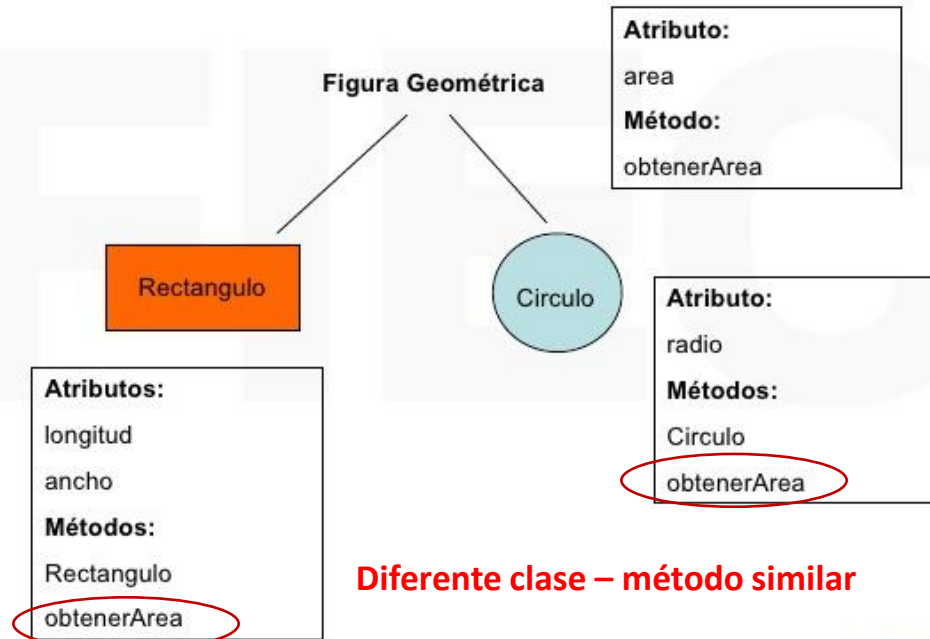 Figura Geométrica
Atributo:
area
Método:
obtenerArea
Rectangulo
Circulo
Atributos:
longitud
ancho
Métodos:
Rectangulo
obtenerArea
Atributo:
radio
Métodos:
Circulo
obtenerArea
Diferente clase – método similar